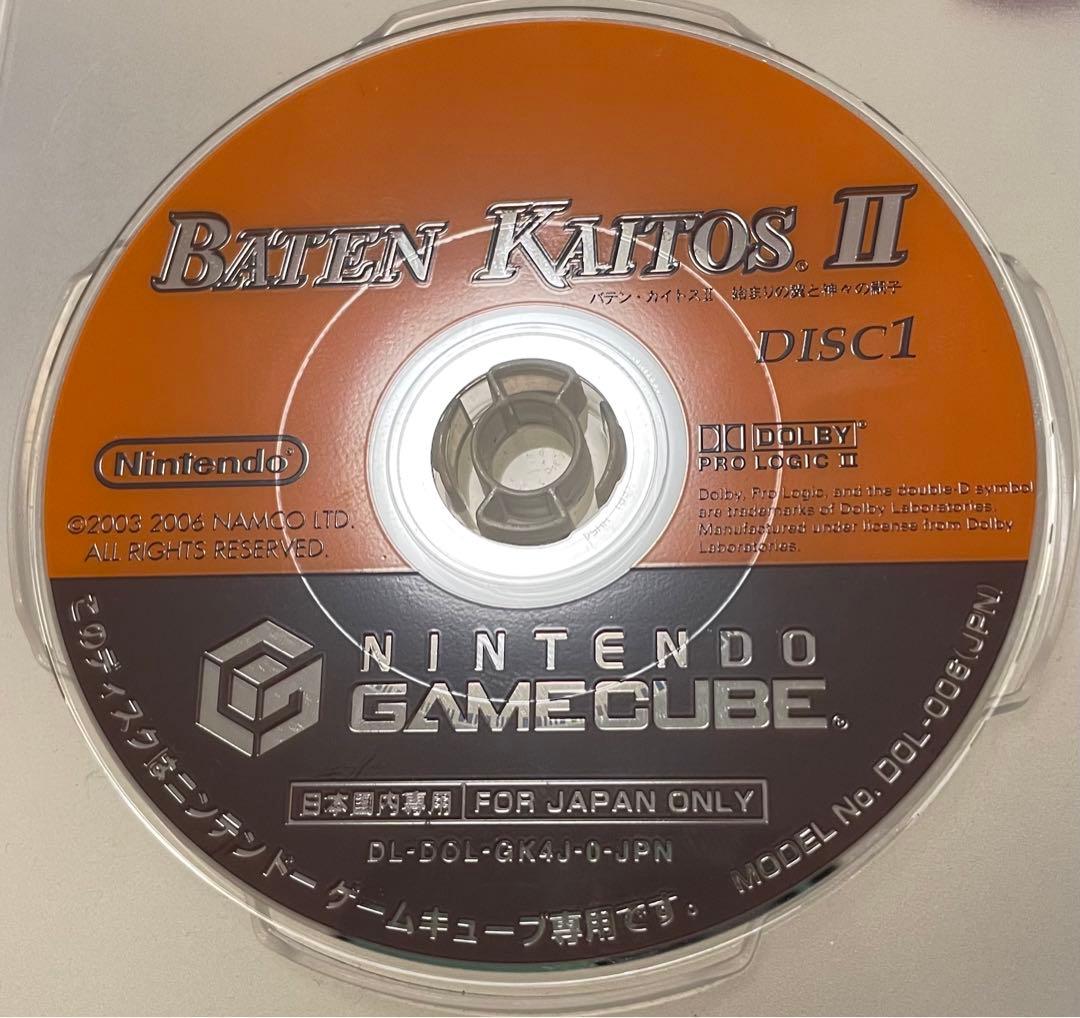 BATEN KAITOS® II
バテン・カイトスⅡ 始まりの翼と神々の嗣子
DISC1
Nintendo®
DOLBY®
PRO LOGIC II
©2003 2006 NAMCO LTD.
ALL RIGHTS RESERVED.
Dolby, Pro Logic, and the double-D symbol
are trademarks of Dolby Laboratories.
Manufactured under license from Dolby
Laboratories.
NINTENDO
GAMECUBE®
日本国内専用 FOR JAPAN ONLY
DL-DOL-GK4J-0-JPN
このディスクはニンテンドー ゲームキューブ専用です。
MODEL No. DOL-006(JPN)